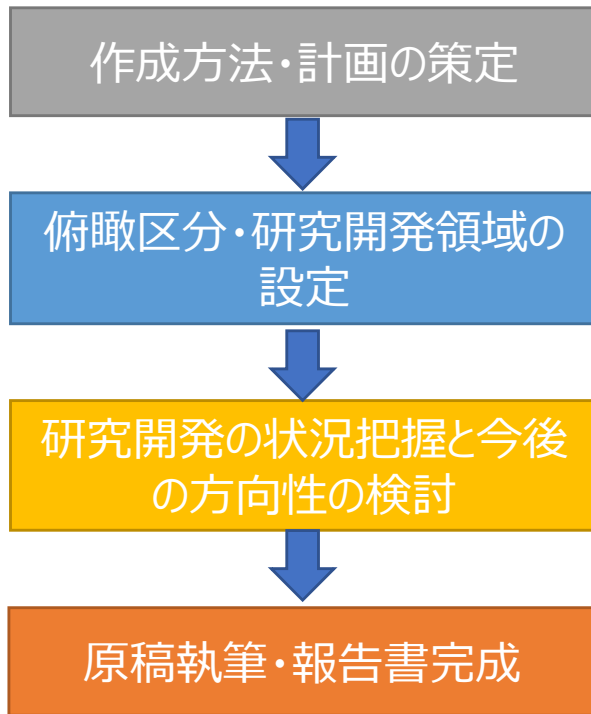 作成方法・計画の策定
俯瞰区分・研究開発領域の
設定
研究開発の状況把握と今後
の方向性の検討
原稿執筆・報告書完成